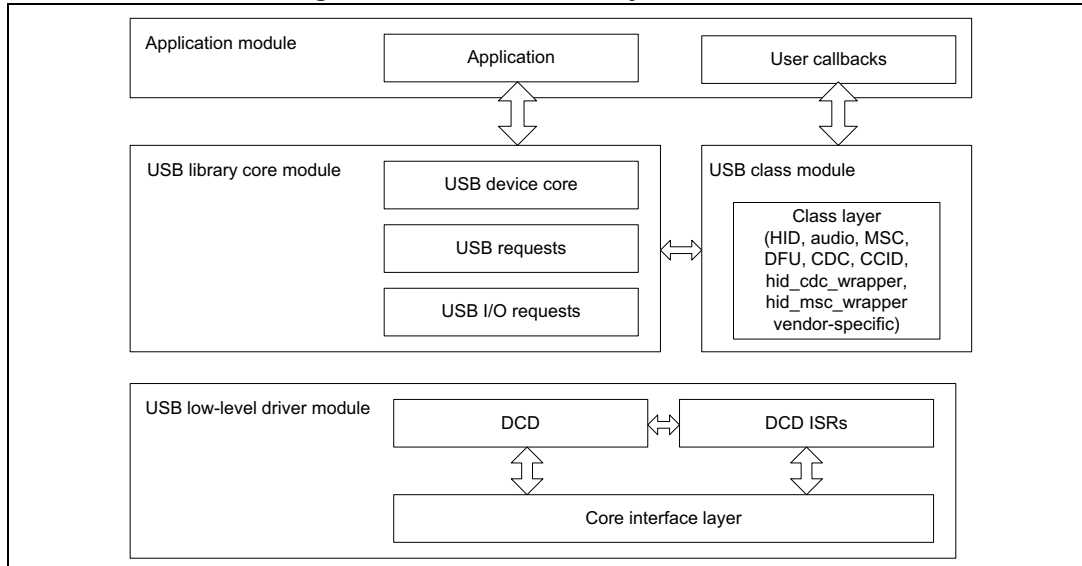 Application module
Application
User callbacks
USB library core module
USB device core
USB requests
USB I/O requests
USB class module
Class layer
(HID, audio, MSC,
DFU, CDC, CCID,
hid_cdc_wrapper,
hid_msc_wrapper
vendor-specific)
USB low-level driver module
DCD
DCD ISRs
Core interface layer